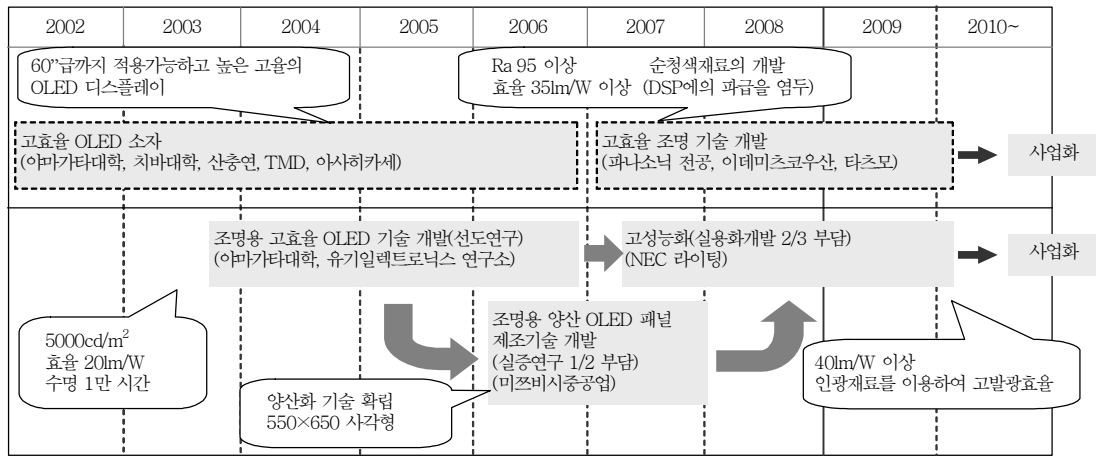 2002 2003 2004 2005 2006 2007 2008 2009 2010~
60”급까지 적용가능하고 높은 고율의
OLED 디스플레이
Ra 95 이상 순청색재료의 개발
효율 35lm/W 이상 (DSP에의 파급을 염두)
고효율 OLED 소자
(야마가타대학, 치바대학, 산총연, TMD, 아사히카세)
고효율 조명 기술 개발
(파나소닉 전공, 이데미츠코우산, 타츠모)
사업화
조명용 고효율 OLED 기술 개발(선도연구)
(야마가타대학, 유기일렉트로닉스 연구소)
고성능화(실용화개발 2/3 부담)
(NEC 라이팅)
사업화
5000cd/m²
효율 20lm/W
수명 1만 시간
조명용 양산 OLED 패널
제조기술 개발
(실증연구 1/2 부담)
(미쯔비시중공업)
양산화 기술 확립
550×650 사각형
40lm/W 이상
인광재료를 이용하여 고발광효율